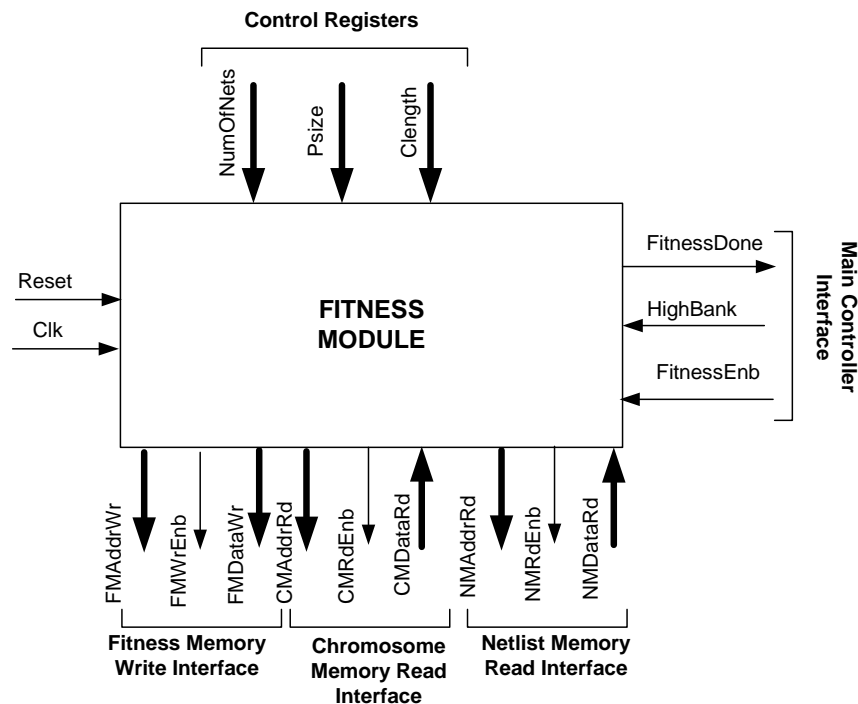 Control Registers
NumOfNets
Psize
Clength
Reset
Clk
FITNESS
MODULE
FitnessDone
HighBank
FitnessEnb
Main Controller
Interface
FMAddrWr
FMWrEnb
FMDataWr
CMAddrRd
CMRdEnb
CMDataRd
NMAddrRd
NMRdEnb
NMDataRd
Fitness Memory
Write Interface
Chromosome
Memory Read
Interface
Netlist Memory
Read Interface